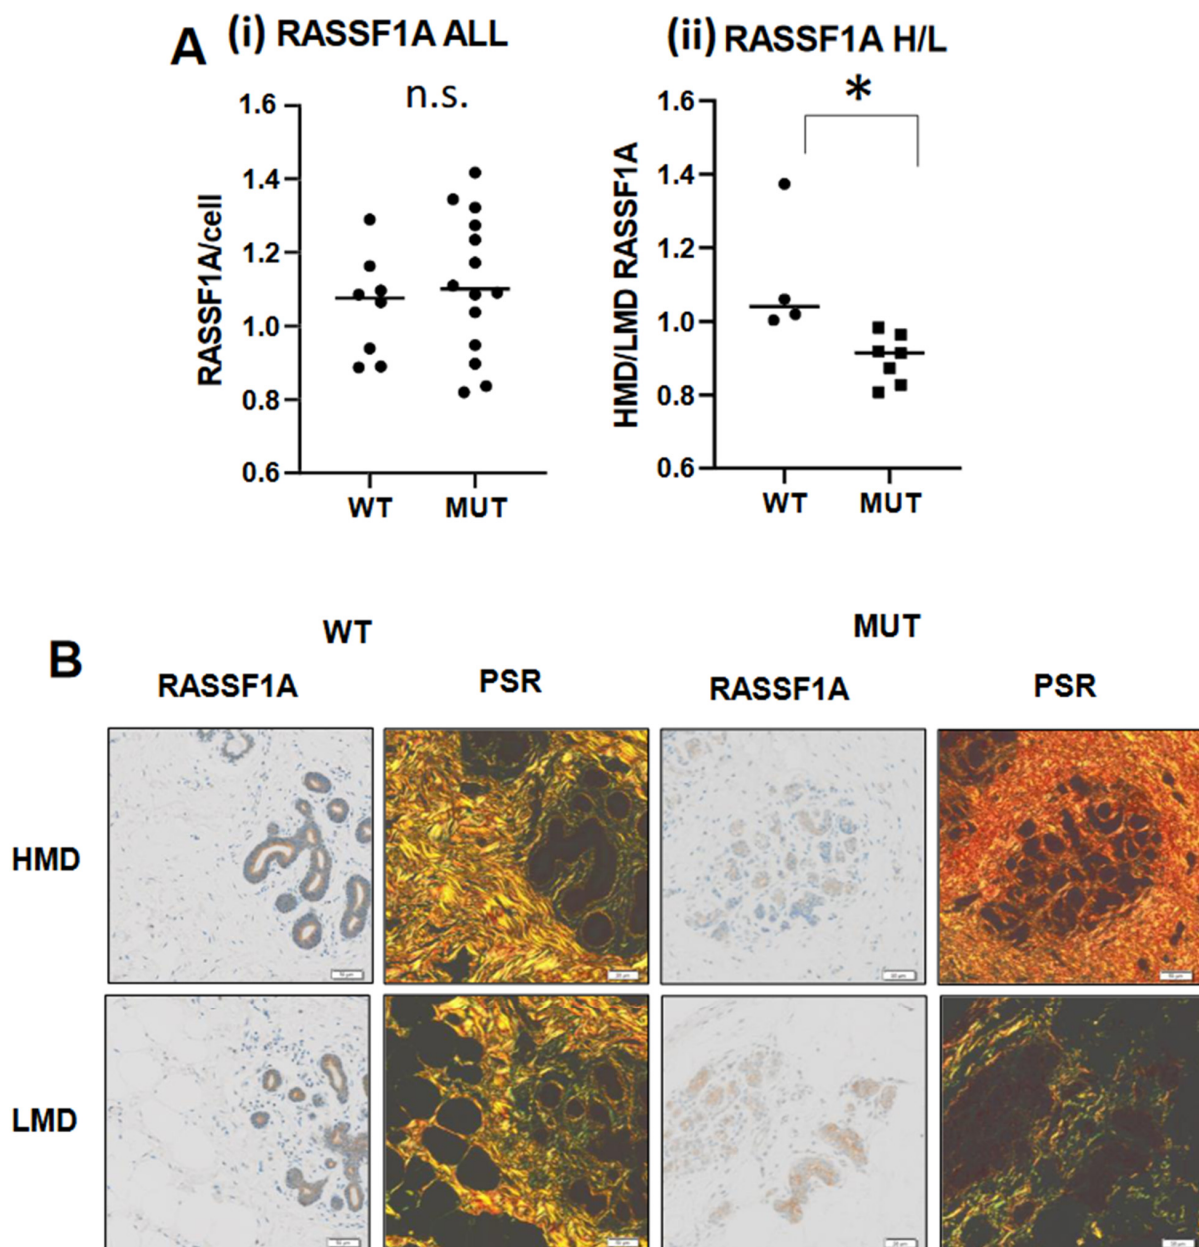 A (i) RASSF1A ALL
n.s.
RASSF1A/cell
1.6
1.4
1.2
1.0
0.8
0.6
WT MUT
(ii) RASSF1A H/L
*
HMD/LMD RASSF1A
1.6
1.4
1.2
1.0
0.8
0.6
WT MUT
B
WT MUT
RASSF1A PSR RASSF1A PSR
HMD
LMD